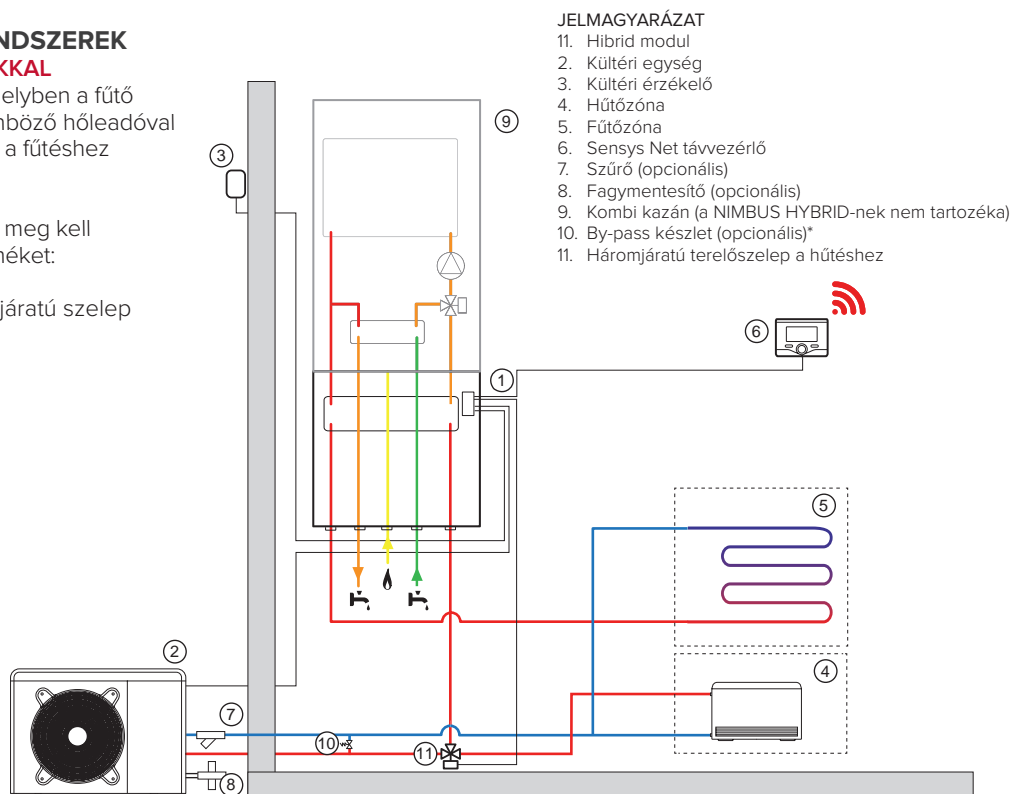 NDSZEREK
KKAL
elyben a fűtő
nböző hőleadóval
a fűtéshez
meg kell
néket:
járatú szelep
JELMAGYARÁZAT
11. Hibrid modul
2. Kültéri egység
3. Kültéri érzékelő
4. Hűtőzóna
5. Fűtőzóna
6. Sensys Net távvezérlő
7. Szűrő (opcionális)
8. Fagymentesítő (opcionális)
9. Kombi kazán (a NIMBUS HYBRID-nek nem tartozéka)
10. By-pass készlet (opcionális)*
11. Háromjáratú terelőszelep a hűtéshez
9
3
6
1
5
2
4
7
10
11
8